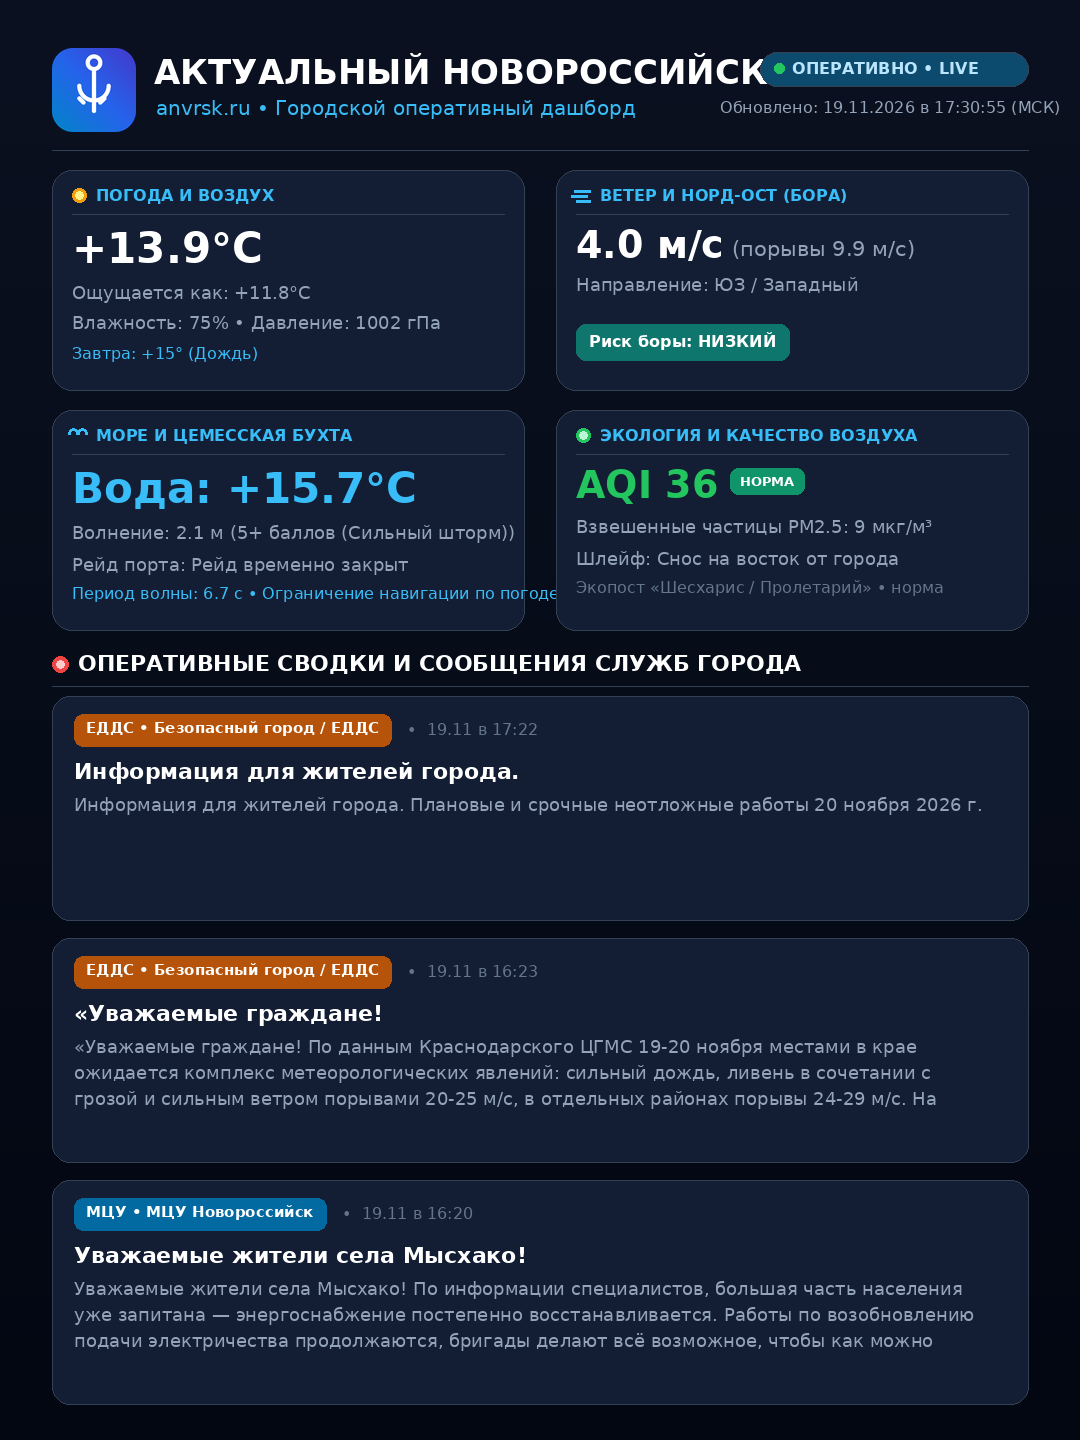 АКТУАЛЬНЫЙ НОВОРОССИЙСК
ОПЕРАТИВНО • LIVE
anvrsk.ru • Городской оперативный дашборд
Обновлено: 19.11.2026 в 17:30:55 (МСК)
ПОГОДА И ВОЗДУХ
+13.9°C
Ощущается как: +11.8°C
Влажность: 75% • Давление: 1002 гПа
Завтра: +15° (Дождь)
ВЕТЕР И НОРД-ОСТ (БОРА)
4.0 м/с (порывы 9.9 м/с)
Направление: ЮЗ / Западный
Риск боры: НИЗКИЙ
МОРЕ И ЦЕМЕССКАЯ БУХТА
Вода: +15.7°C
Волнение: 2.1 м (5+ баллов (Сильный шторм))
Рейд порта: Рейд временно закрыт
Период волны: 6.7 с • Ограничение навигации по погоде
ЭКОЛОГИЯ И КАЧЕСТВО ВОЗДУХА
AQI 36 НОРМА
Взвешенные частицы PM2.5: 9 мкг/м³
Шлейф: Снос на восток от города
Экопост «Шесхарис / Пролетарий» • норма
ОПЕРАТИВНЫЕ СВОДКИ И СООБЩЕНИЯ СЛУЖБ ГОРОДА
ЕДДС • Безопасный город / ЕДДС • 19.11 в 17:22
Информация для жителей города.
Информация для жителей города. Плановые и срочные неотложные работы 20 ноября 2026 г.
ЕДДС • Безопасный город / ЕДДС • 19.11 в 16:23
«Уважаемые граждане!
«Уважаемые граждане! По данным Краснодарского ЦГМС 19-20 ноября местами в крае
ожидается комплекс метеорологических явлений: сильный дождь, ливень в сочетании с
грозой и сильным ветром порывами 20-25 м/с, в отдельных районах порывы 24-29 м/с. На
МЦУ • МЦУ Новороссийск • 19.11 в 16:20
Уважаемые жители села Мысхако!
Уважаемые жители села Мысхако! По информации специалистов, большая часть населения
уже запитана — энергоснабжение постепенно восстанавливается. Работы по возобновлению
подачи электричества продолжаются, бригады делают всё возможное, чтобы как можно